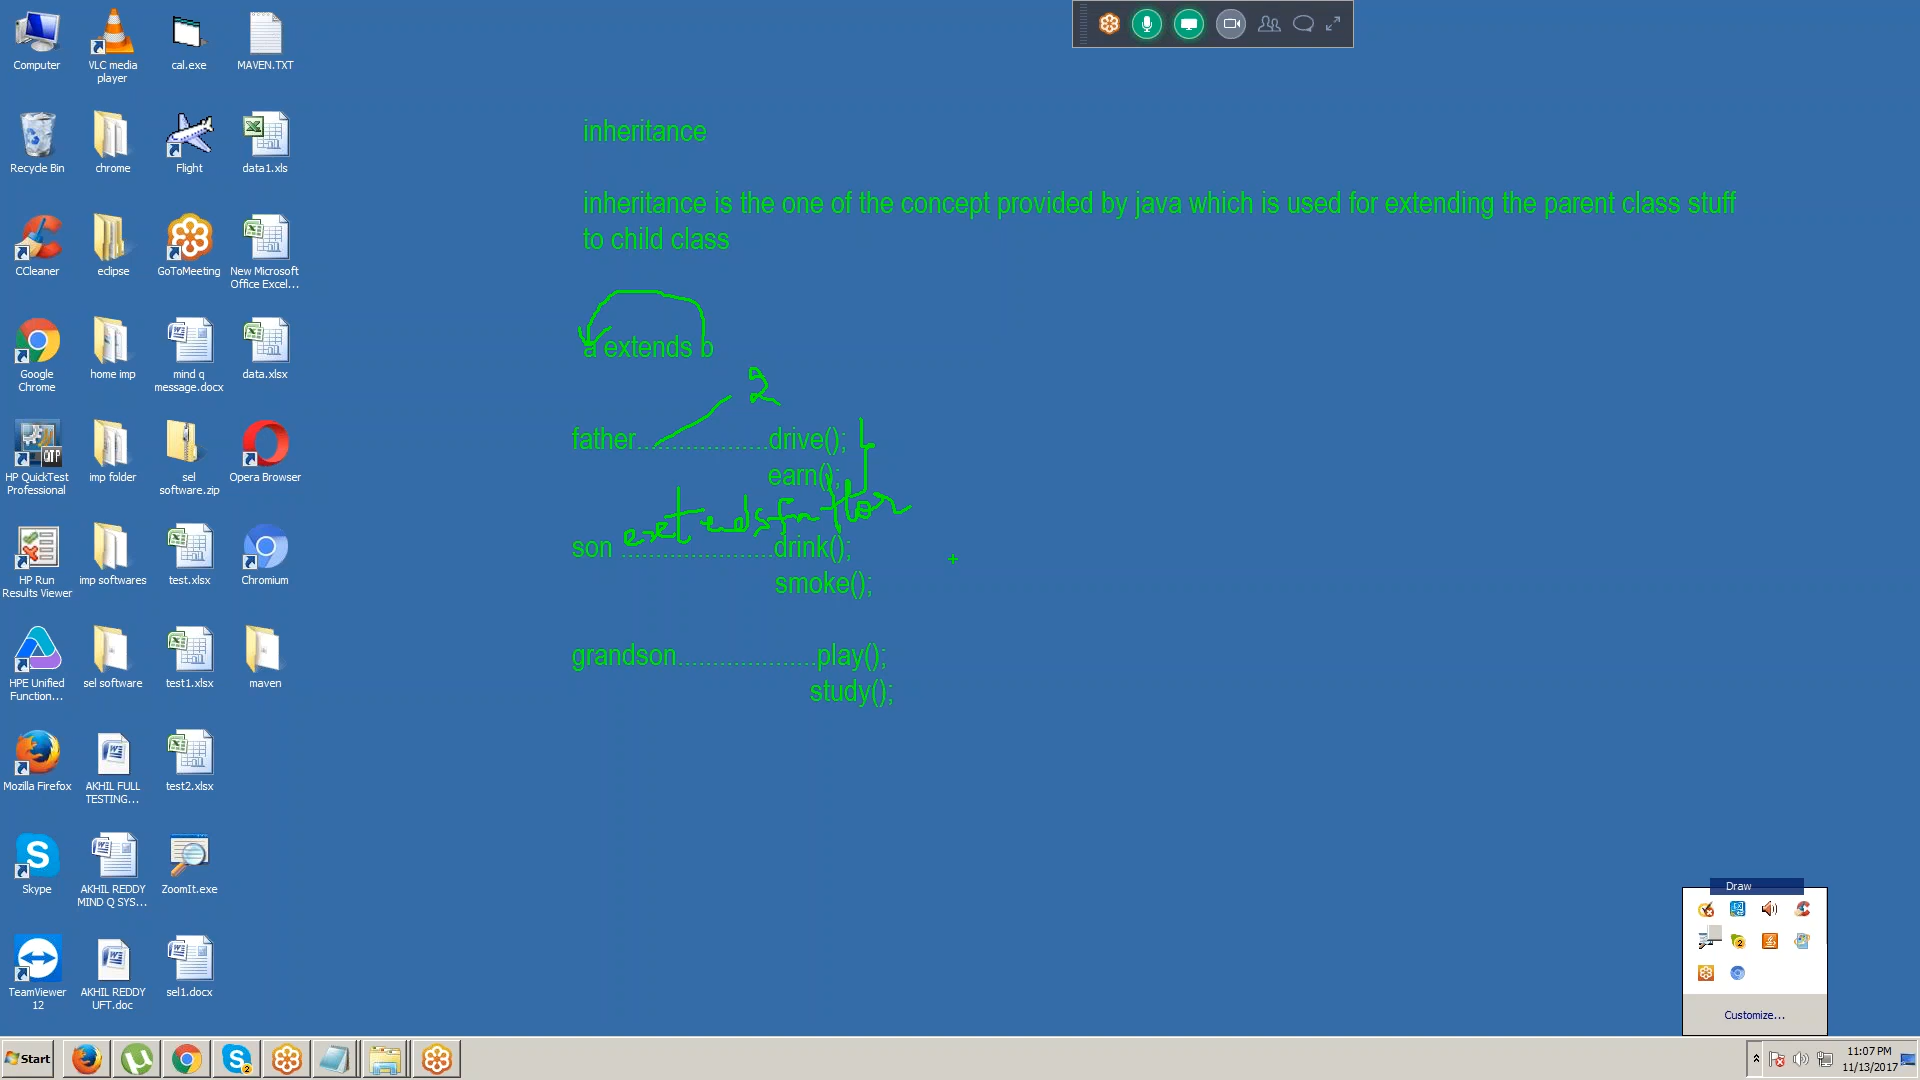 Computer
VLC media
player
cal.exe
MAVEN.TXT
Recycle Bin
chrome
Flight
data1.xls
CCleaner
eclipse
GoToMeeting
New Microsoft
Office Excel...
Google
Chrome
home imp
mind q
message.docx
data.xlsx
HP QuickTest
Professional
QTP
imp folder
sel
software.zip
Opera Browser
HP Run
Results Viewer
imp softwares
test.xlsx
Chromium
HPE Unified
Function...
sel software
test1.xlsx
maven
Mozilla Firefox
AKHIL FULL
TESTING...
test2.xlsx
Skype
AKHIL REDDY
MIND Q SYS...
ZoomIt.exe
TeamViewer
12
AKHIL REDDY
UFT.doc
sel1.docx
inheritance
inheritance is the one of the concept provided by java which is used for extending the parent class stuff
to child class
a extends b
2
father...................drive();
earn();
extends
son ......................drink();
smoke();
grandson....................play();
study();
Draw
Customize...
Start
11:07 PM
11/13/2017